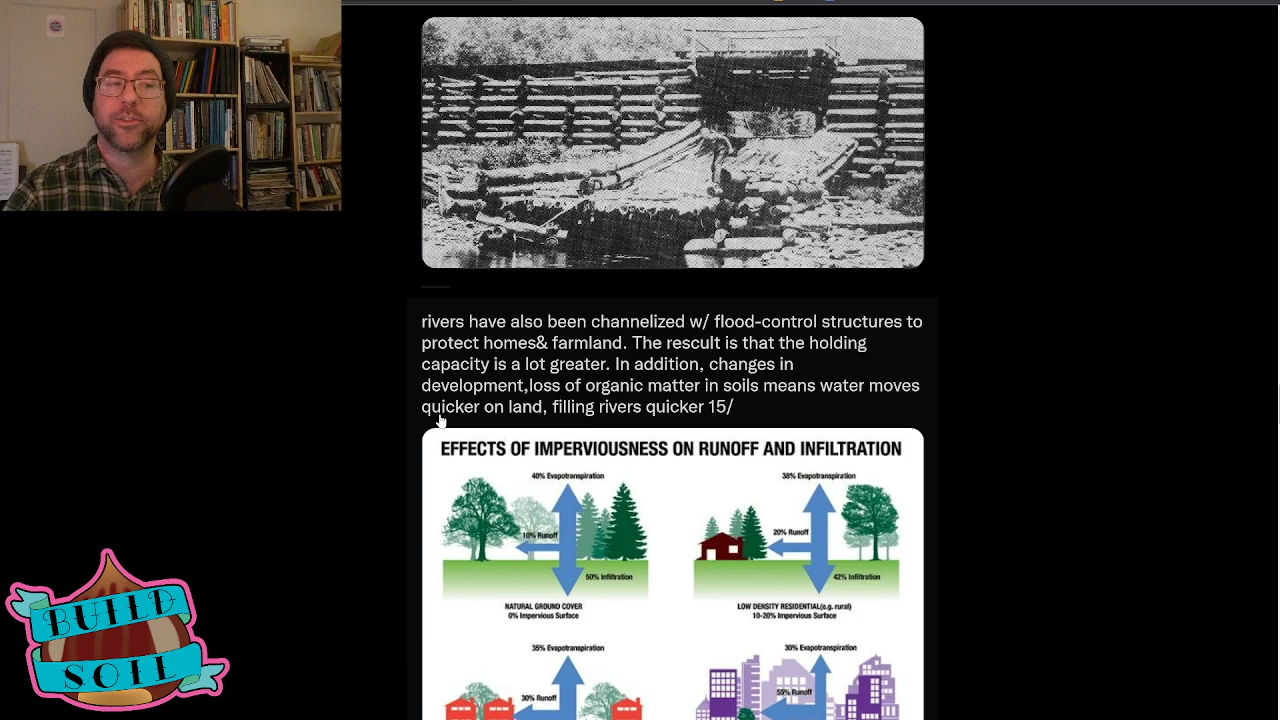 rivers have also been channelized w/ flood-control structures to
protect homes& farmland. The rescult is that the holding
capacity is a lot greater. In addition, changes in
development,loss of organic matter in soils means water moves
quicker on land, filling rivers quicker 15/
EFFECTS OF IMPERVIOUSNESS ON RUNOFF AND INFILTRATION
40% Evapotranspiration
10% Runoff
50% Infiltration
NATURAL GROUND COVER
0% Impervious Surface
38% Evapotranspiration
20% Runoff
42% Infiltration
LOW DENSITY RESIDENTIAL(e.g. rural)
10-20% Impervious Surface
35% Evapotranspiration
30% Runoff
30% Evapotranspiration
55% Runoff
BUILD
SOIL